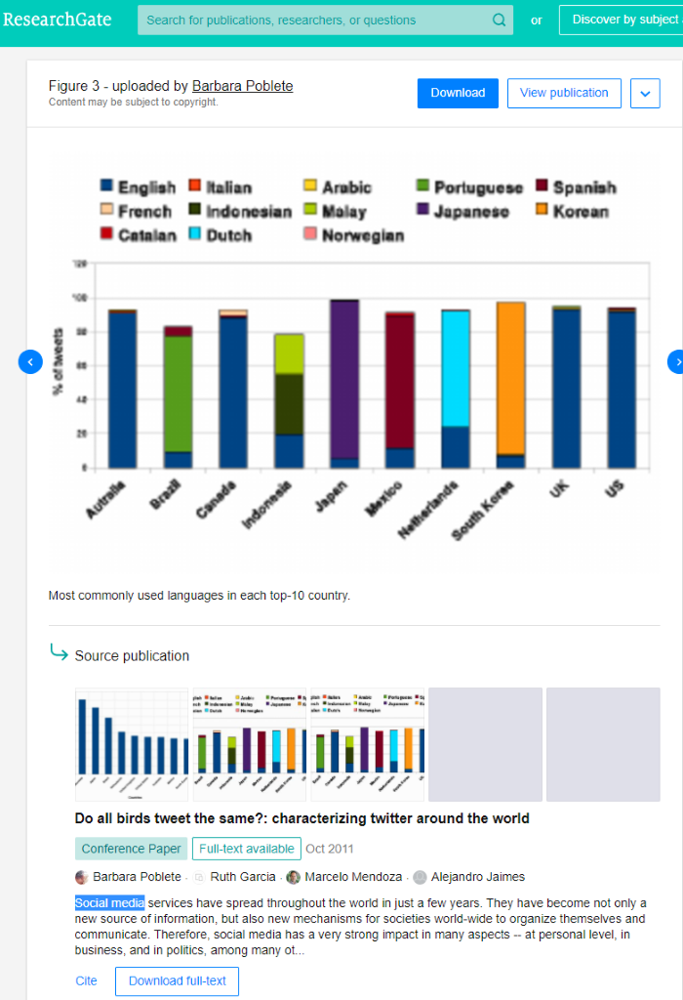 ResearchGate
Search for publications, researchers, or questions
or
Discover by subject
Figure 3 - uploaded by Barbara Poblete
Content may be subject to copyright.
Download
View publication
English Italian Arabic Portuguese Spanish
French Indonesian Malay Japanese Korean
Catalan Dutch Norwegian
120
100
80
60
40
20
0
% of tweets
Autralia
Brazil
Canada
Indonesia
Japan
Mexico
Netherlands
South Korea
UK
US
Most commonly used languages in each top-10 country.
Source publication
Do all birds tweet the same?: characterizing twitter around the world
Conference Paper
Full-text available
Oct 2011
Barbara Poblete · Ruth Garcia · Marcelo Mendoza · Alejandro Jaimes
Social media services have spread throughout the world in just a few years. They have become not only a
new source of information, but also new mechanisms for societies world-wide to organize themselves and
communicate. Therefore, social media has a very strong impact in many aspects -- at personal level, in
business, and in politics, among many ot...
Cite
Download full-text